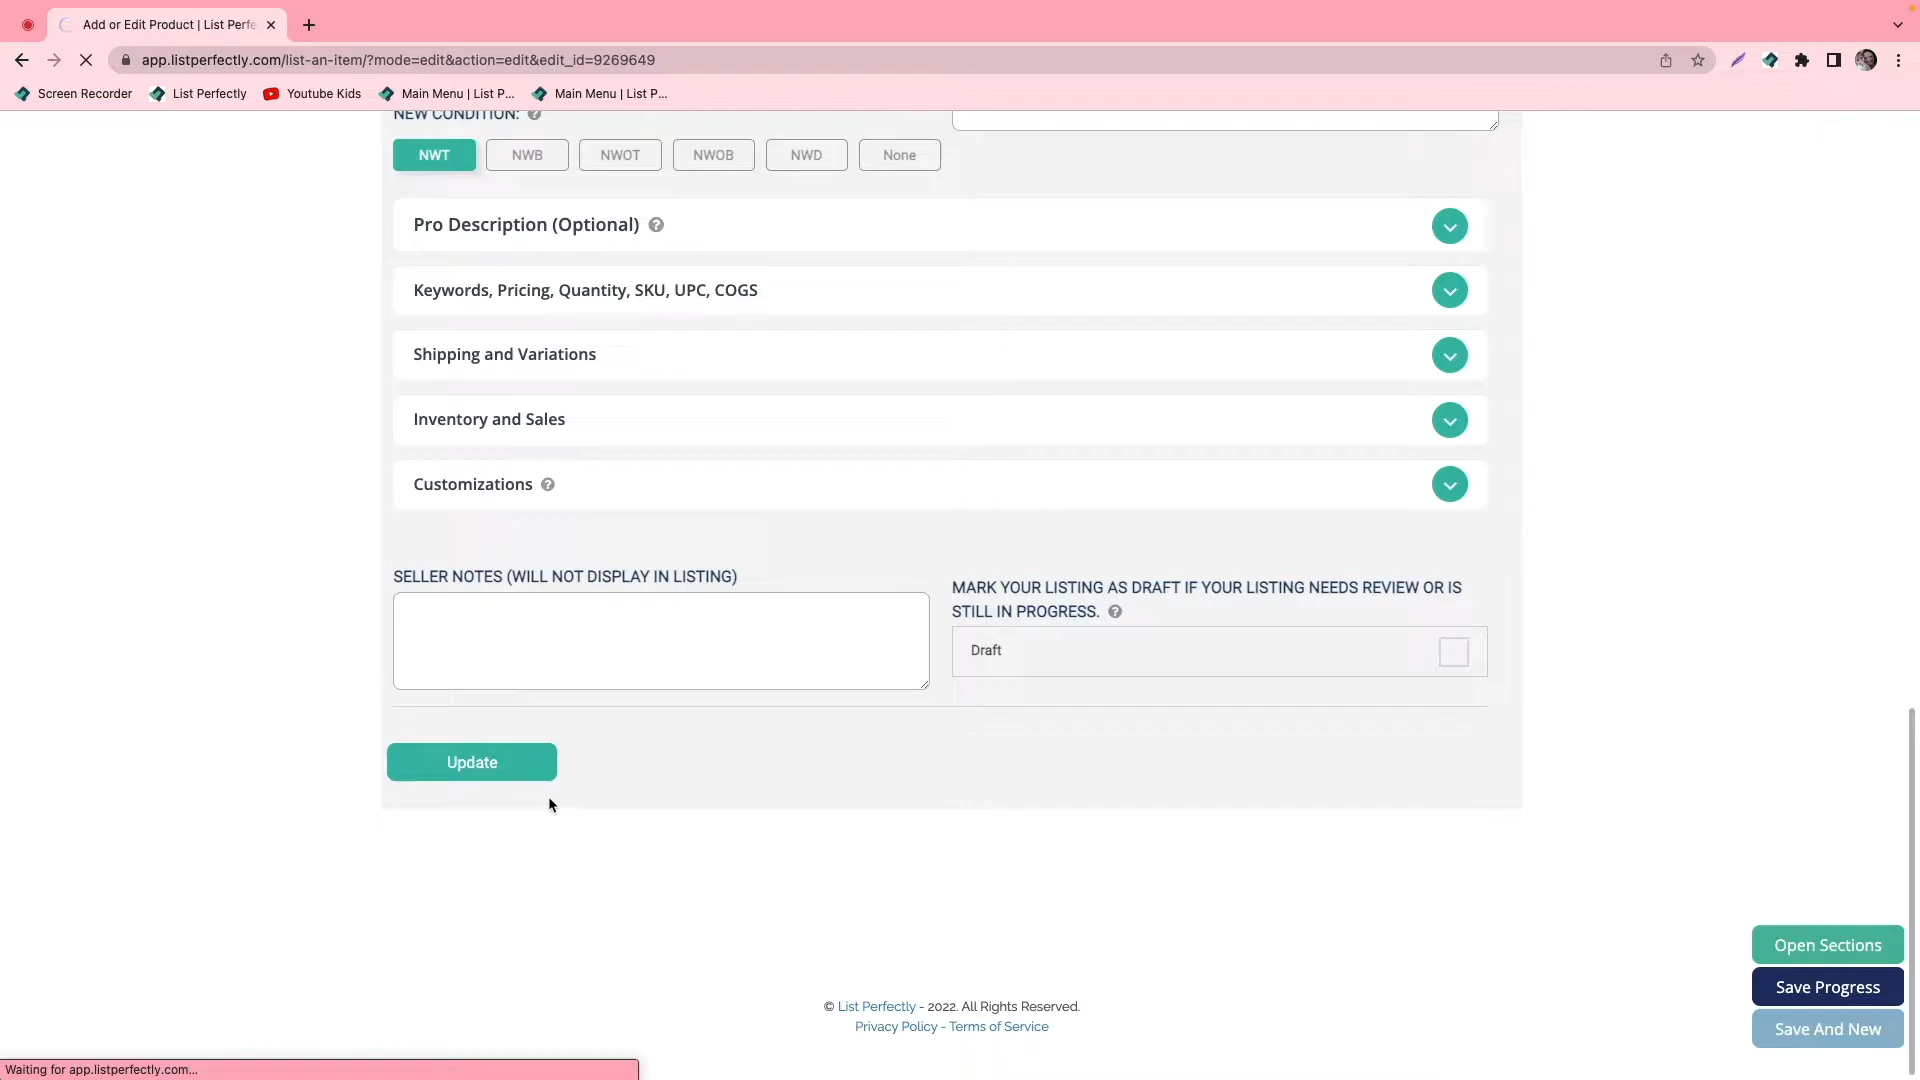 Add or Edit Product | List Perfe
app.listperfectly.com/list-an-item/?mode=edit&action=edit&edit_id=9269649
Screen Recorder
List Perfectly
Youtube Kids
Main Menu | List P...
Main Menu | List P...
NEW CONDITION:
NWT
NWB
NWOT
NWOB
NWD
None
Pro Description (Optional)
Keywords, Pricing, Quantity, SKU, UPC, COGS
Shipping and Variations
Inventory and Sales
Customizations
SELLER NOTES (WILL NOT DISPLAY IN LISTING)
MARK YOUR LISTING AS DRAFT IF YOUR LISTING NEEDS REVIEW OR IS
STILL IN PROGRESS.
Draft
Update
Open Sections
Save Progress
Save And New
© List Perfectly - 2022. All Rights Reserved.
Privacy Policy - Terms of Service
Waiting for app.listperfectly.com...